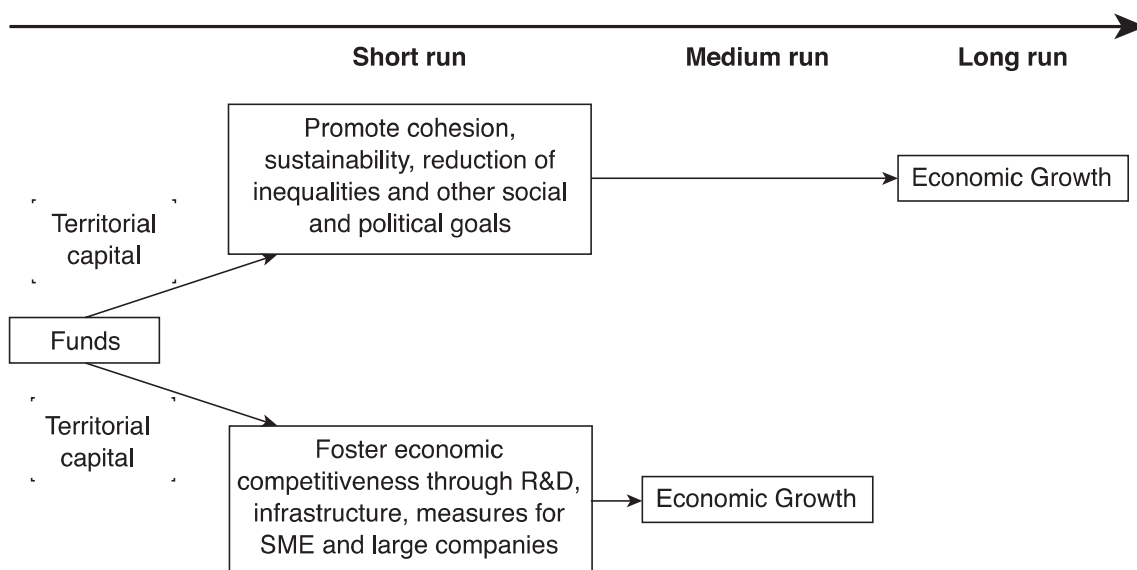 Short run
Medium run
Long run
Promote cohesion,
sustainability, reduction of
inequalities and other social
and political goals
Economic Growth
Territorial
capital
Funds
Territorial
capital
Foster economic
competitiveness through R&D,
infrastructure, measures for
SME and large companies
Economic Growth